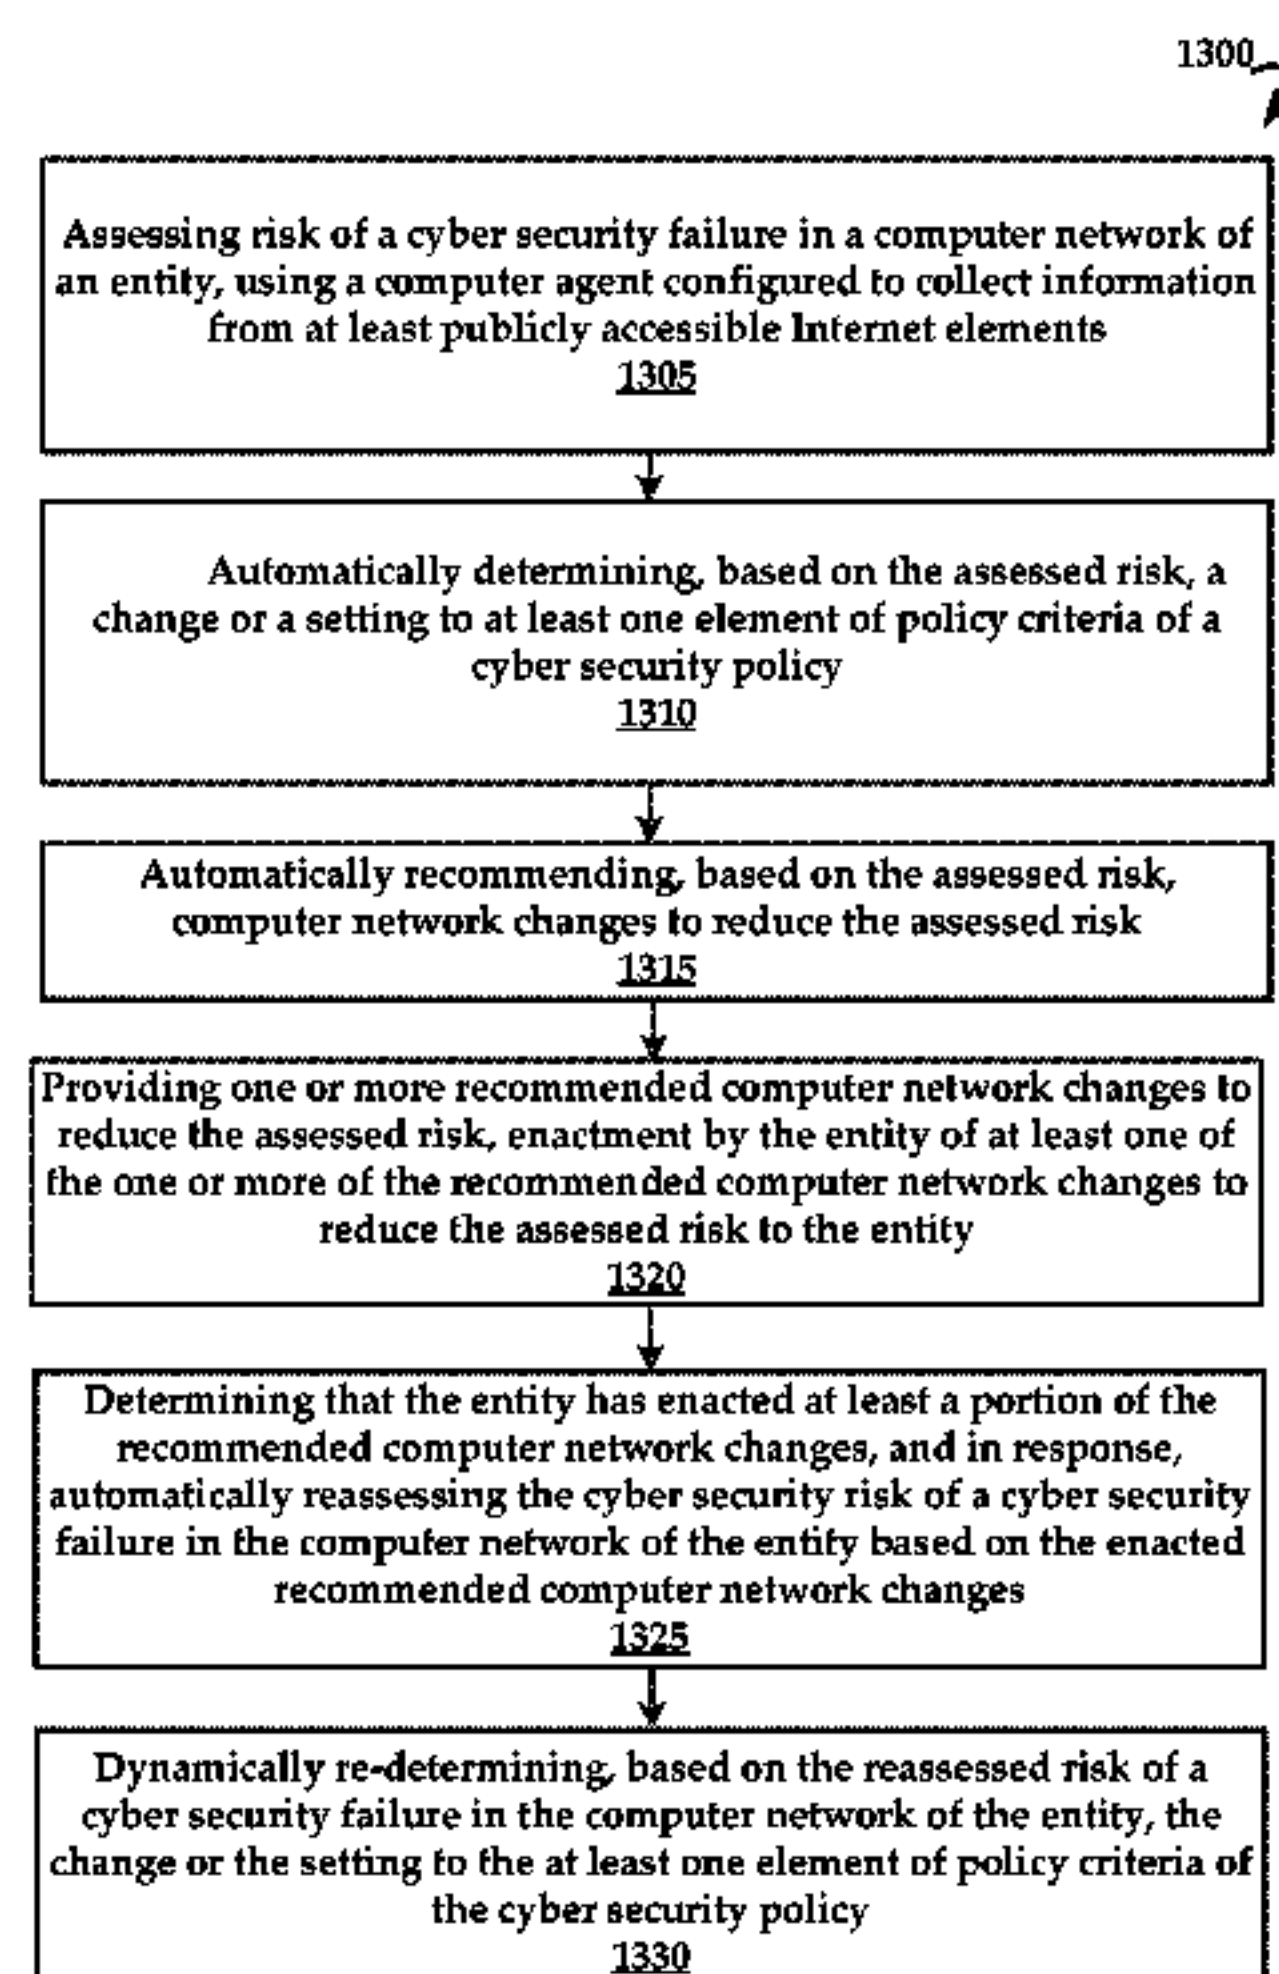 1300
Assessing risk of a cyber security failure in a computer network of
an entity, using a computer agent configured to collect information
from at least publicly accessible Internet elements
1305
Automatically determining, based on the assessed risk, a
change or a setting to at least one element of policy criteria of a
cyber security policy
1310
Automatically recommending, based on the assessed risk,
computer network changes to reduce the assessed risk
1315
Providing one or more recommended computer network changes to
reduce the assessed risk, enactment by the entity of at least one of
the one or more of the recommended computer network changes to
reduce the assessed risk to the entity
1320
Determining that the entity has enacted at least a portion of the
recommended computer network changes, and in response,
automatically reassessing the cyber security risk of a cyber security
failure in the computer network of the entity based on the enacted
recommended computer network changes
1325
Dynamically re-determining, based on the reassessed risk of a
cyber security failure in the computer network of the entity, the
change or the setting to the at least one element of policy criteria of
the cyber security policy
1330